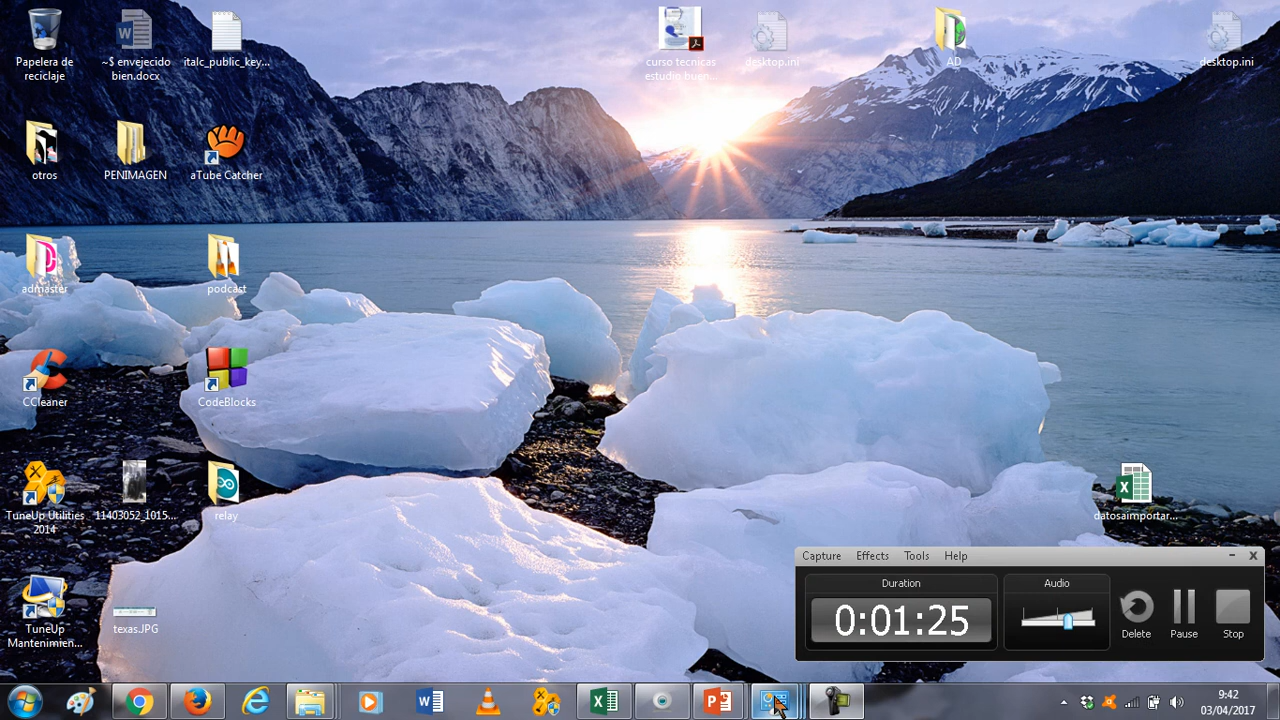 Papelera de
reciclaje
~$ envejecido
bien.docx
italc_public_key...
curso tecnicas
estudio buen...
desktop.ini
AD
desktop.ini
otros
PENIMAGEN
aTube Catcher
admaster
podcast
CCleaner
CodeBlocks
TuneUp Utilities
2014
11403052_1015...
relay
datosaimportar...
TuneUp
Mantenimien...
texas.JPG
Capture Effects Tools Help
Duration
Audio
0:01:25
Delete Pause Stop
9:42
03/04/2017